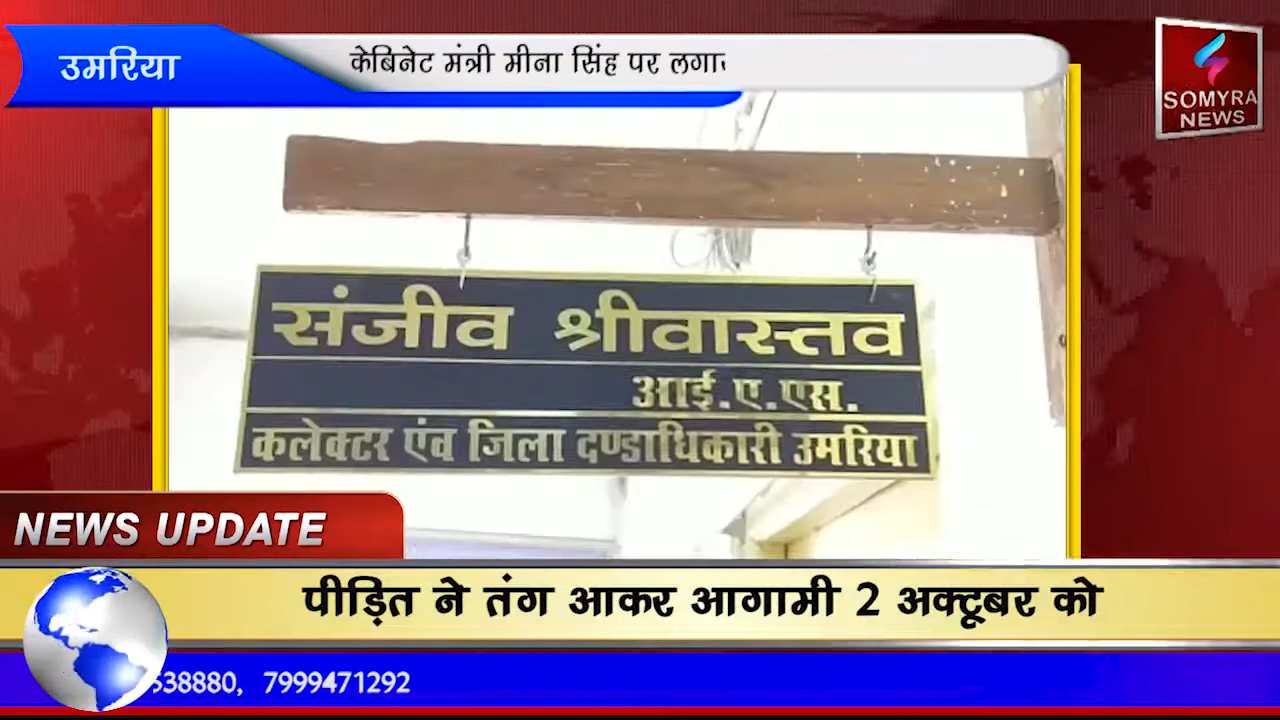 उमरिया
केबिनेट मंत्री मीना सिंह पर
SOMYRA
NEWS
संजीव श्रीवास्तव
आई.ए.एस.
कलेक्टर एंव जिला दण्डाधिकारी उमरिया
NEWS UPDATE
पीड़ित ने तंग आकर आगामी 2 अक्टूबर को
538880, 7999471292